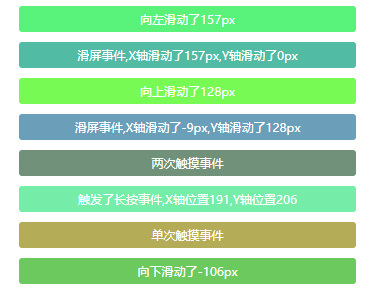 向左滑动了157px
滑屏事件,X轴滑动了157px,Y轴滑动了0px
向上滑动了128px
滑屏事件,X轴滑动了-9px,Y轴滑动了128px
两次触摸事件
触发了长按事件,X轴位置191,Y轴位置206
单次触摸事件
向下滑动了-106px